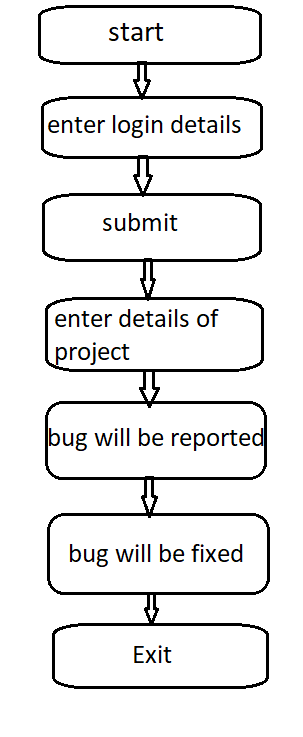 start
enter login details
submit
enter details of
project
bug will be reported
bug will be fixed
Exit